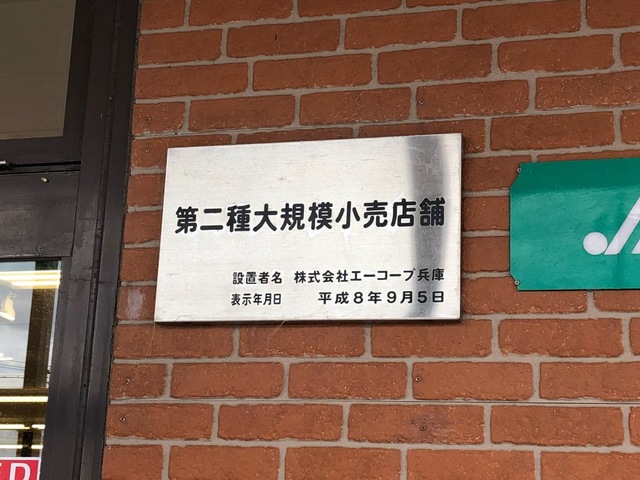 第二種大規模小売店舗
設置者名 株式会社エーコープ兵庫
表示年月日 平成8年9月5日